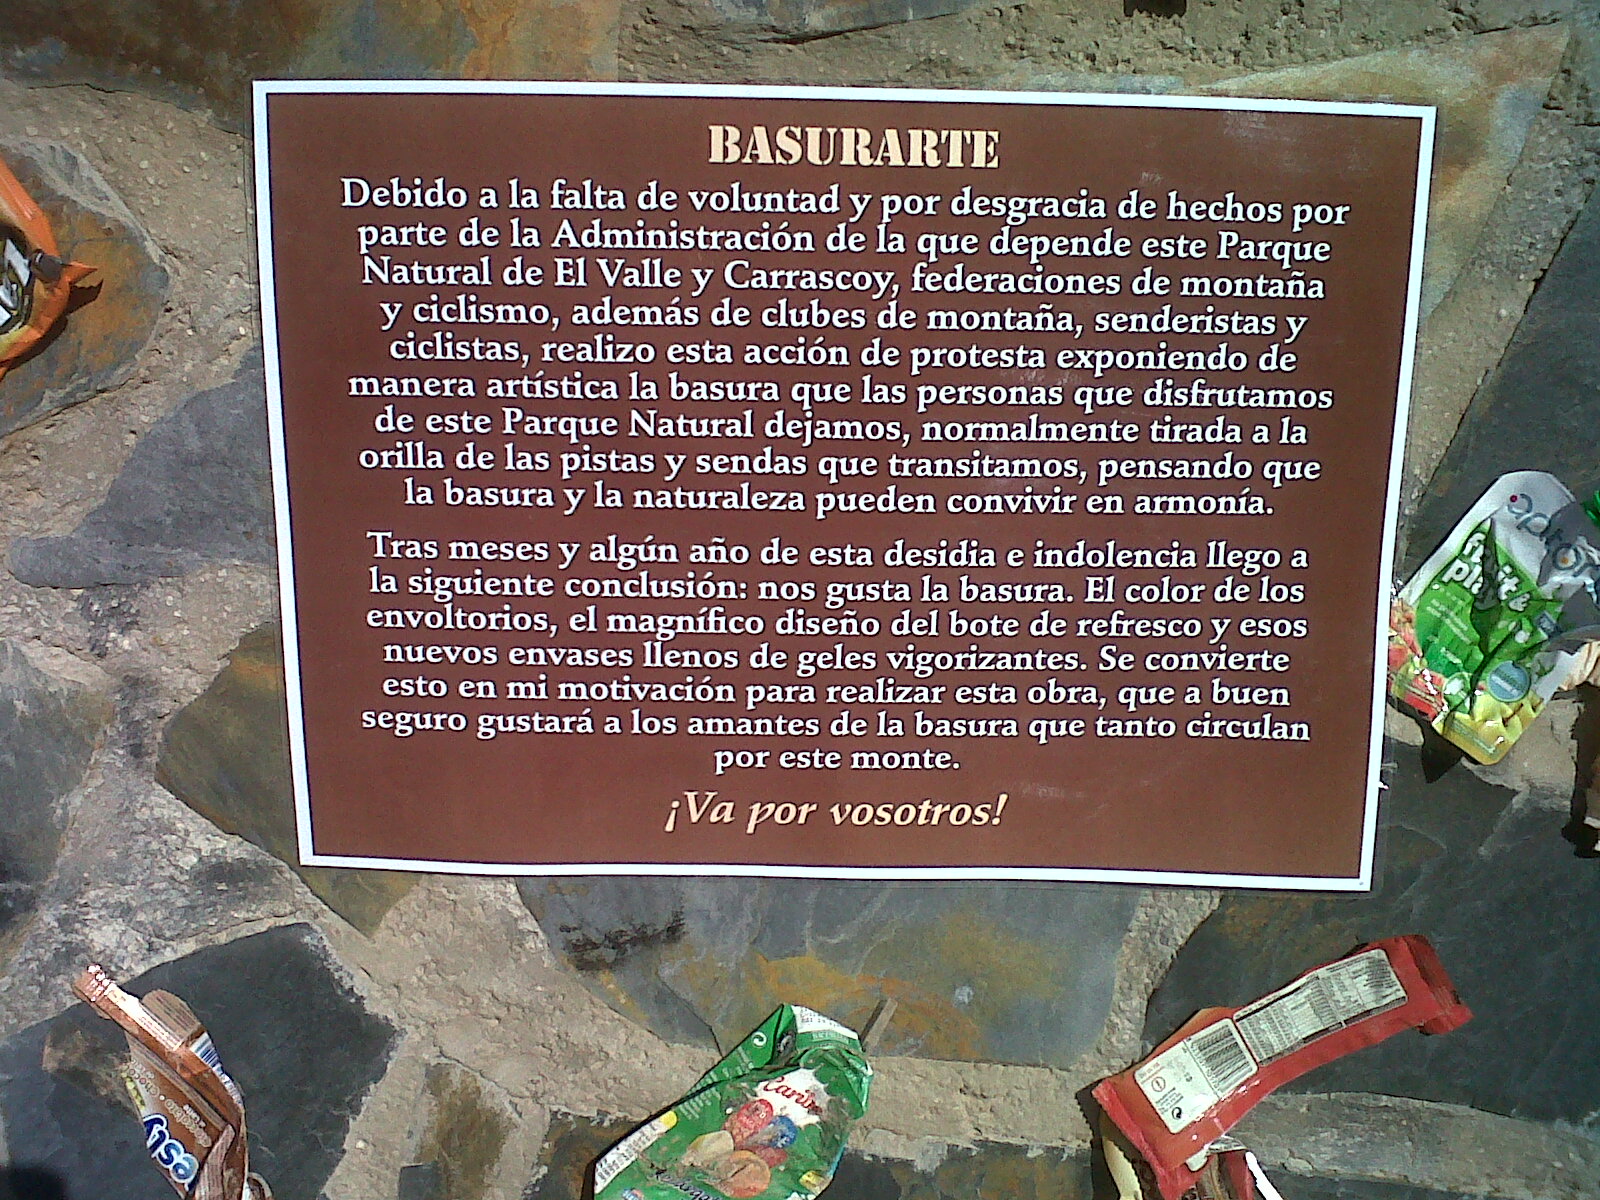 BASURARTE
Debido a la falta de voluntad y por desgracia de hechos por
parte de la Administración de la que depende este Parque
Natural de El Valle y Carrascoy, federaciones de montaña
y ciclismo, además de clubes de montaña, senderistas y
ciclistas, realizo esta acción de protesta exponiendo de
manera artística la basura que las personas que disfrutamos
de este Parque Natural dejamos, normalmente tirada a la
orilla de las pistas y sendas que transitamos, pensando que
la basura y la naturaleza pueden convivir en armonía.
Tras meses y algún año de esta desidia e indolencia llego a
la siguiente conclusión: nos gusta la basura. El color de los
envoltorios, el magnífico diseño del bote de refresco y esos
nuevos envases llenos de geles vigorizantes. Se convierte
esto en mi motivación para realizar esta obra, que a buen
seguro gustará a los amantes de la basura que tanto circulan
por este monte.
¡Va por vosotros!